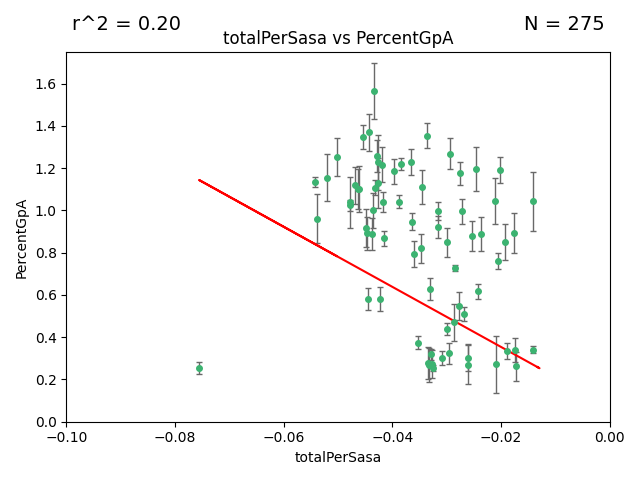 r^2 = 0.20
N = 275
totalPerSasa vs PercentGpA
PercentGpA
1.6
1.4
1.2
1.0
0.8
0.6
0.4
0.2
0.0
−0.10 −0.08 −0.06 −0.04 −0.02 0.00
totalPerSasa